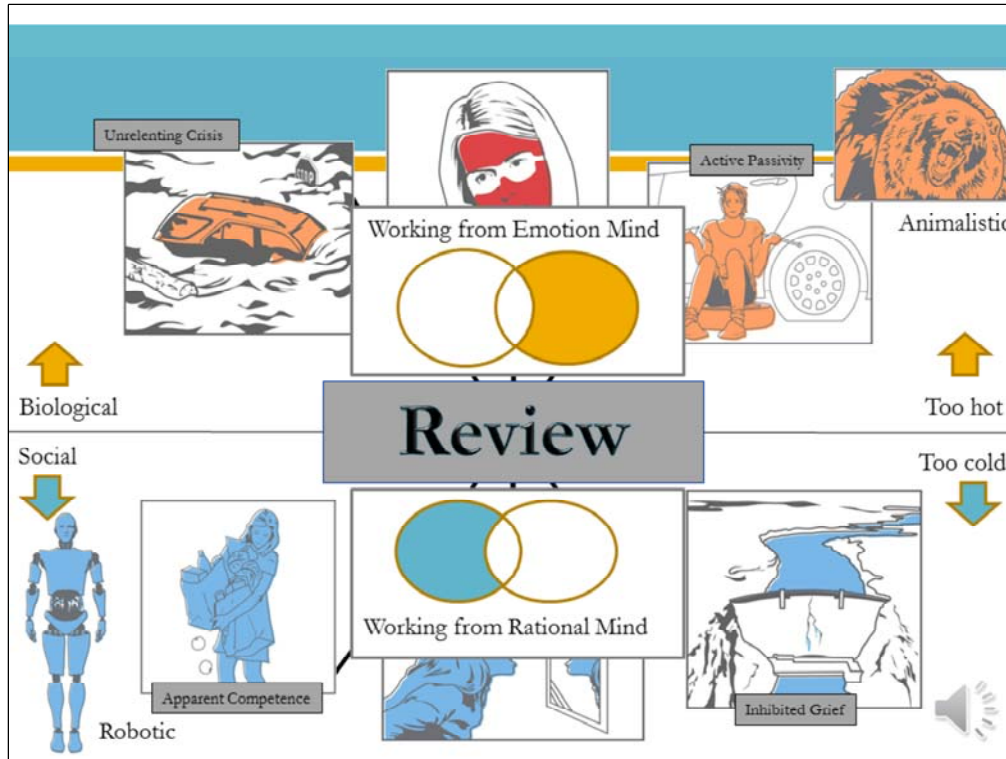 Unrelenting Crisis
STOP
Active Passivity
Animalistic
Working from Emotion Mind
Biological
Too hot
Review
Social
Too cold
Working from Rational Mind
Apparent Competence
Inhibited Grief
Robotic